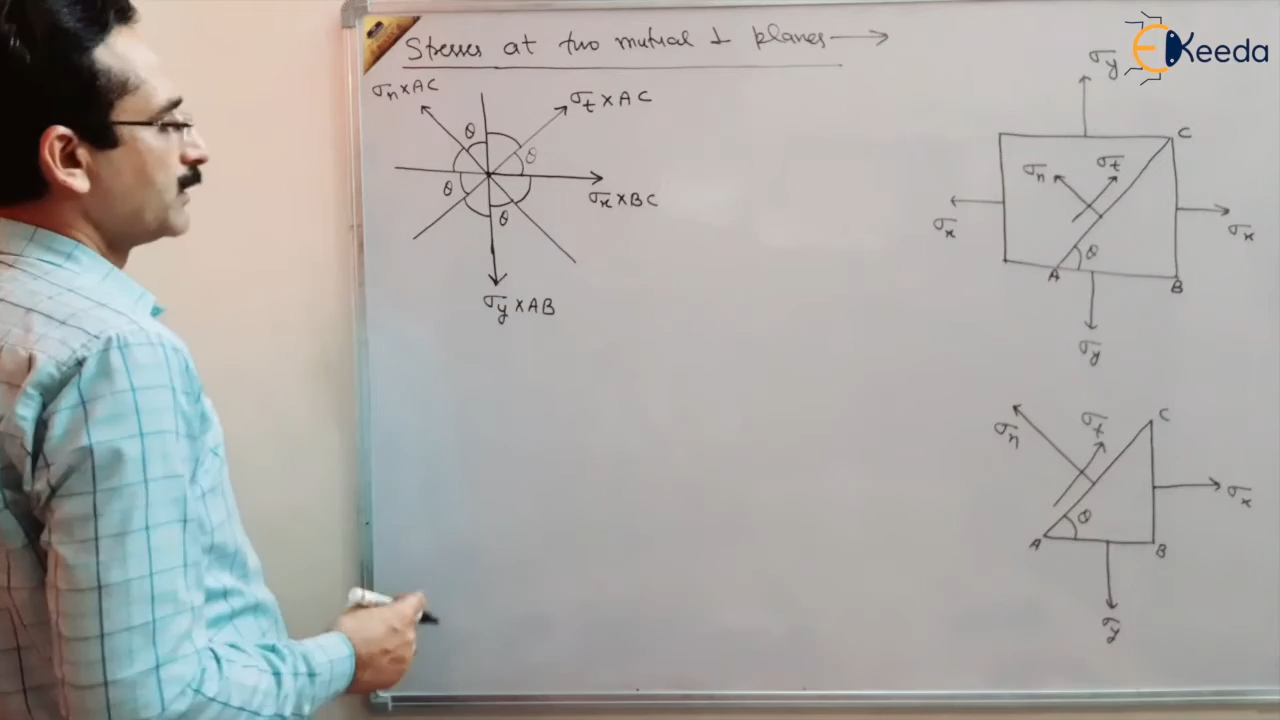 Stresses at two mutual ⊥ planes →
EKeeda
σn × AC
σt × AC
θ
θ
σx × BC
θ
θ
σy × AB
σy
C
σn
σt
σx
σx
θ
A
B
σy
C
σn
σt
σx
θ
A
B
σy